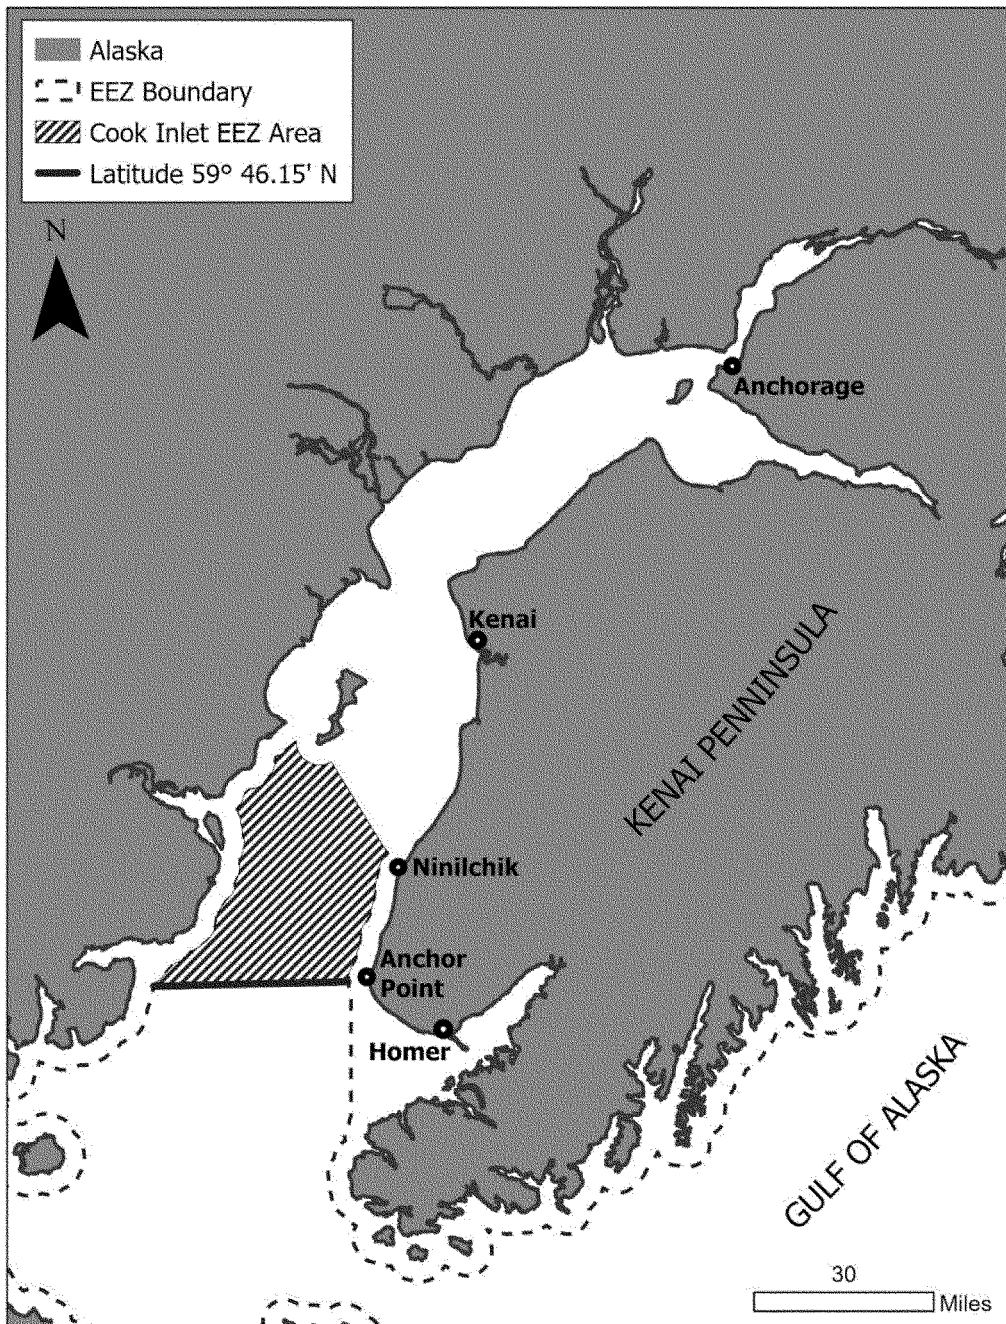 Alaska
EEZ Boundary
Cook Inlet EEZ Area
Latitude 59° 46.15' N
N
Anchorage
Kenai
KENAI PENNINSULA
Ninilchik
Anchor
Point
Homer
GULF OF ALASKA
30
Miles